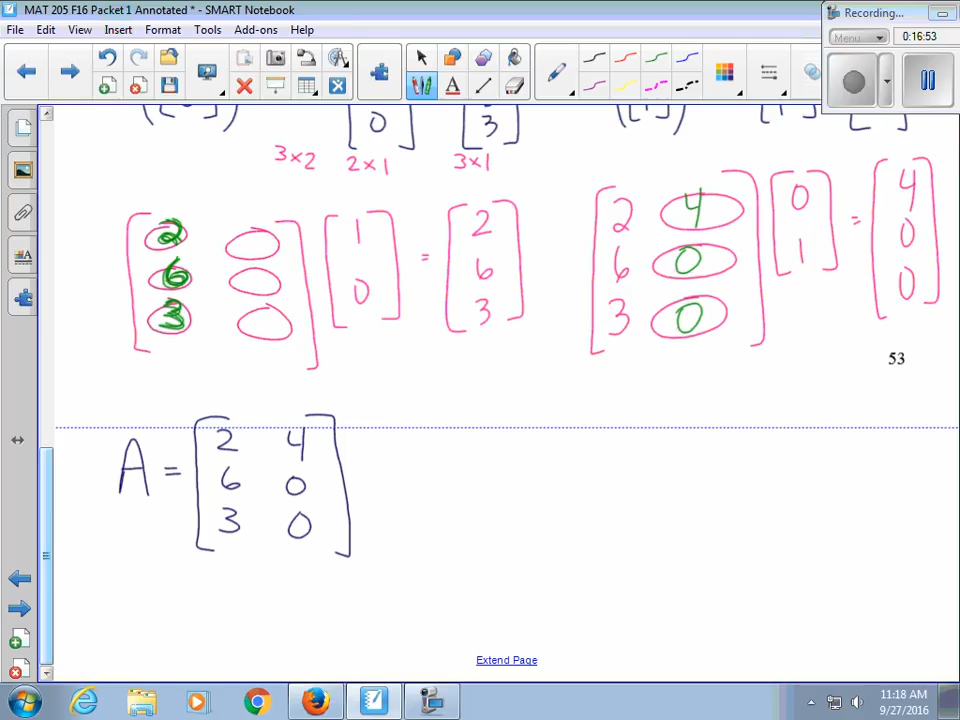 MAT 205 F16 Packet 1 Annotated * - SMART Notebook
File Edit View Insert Format Tools Add-ons Help
Recording...
Menu
0:16:53
0 3
3×2 2×1 3×1
2 1 2
6 = 6
3 0 3
2 4 0 4
6 0 1 = 0
3 0 0
53
A = 2 4
6 0
3 0
Extend Page
11:18 AM
9/27/2016